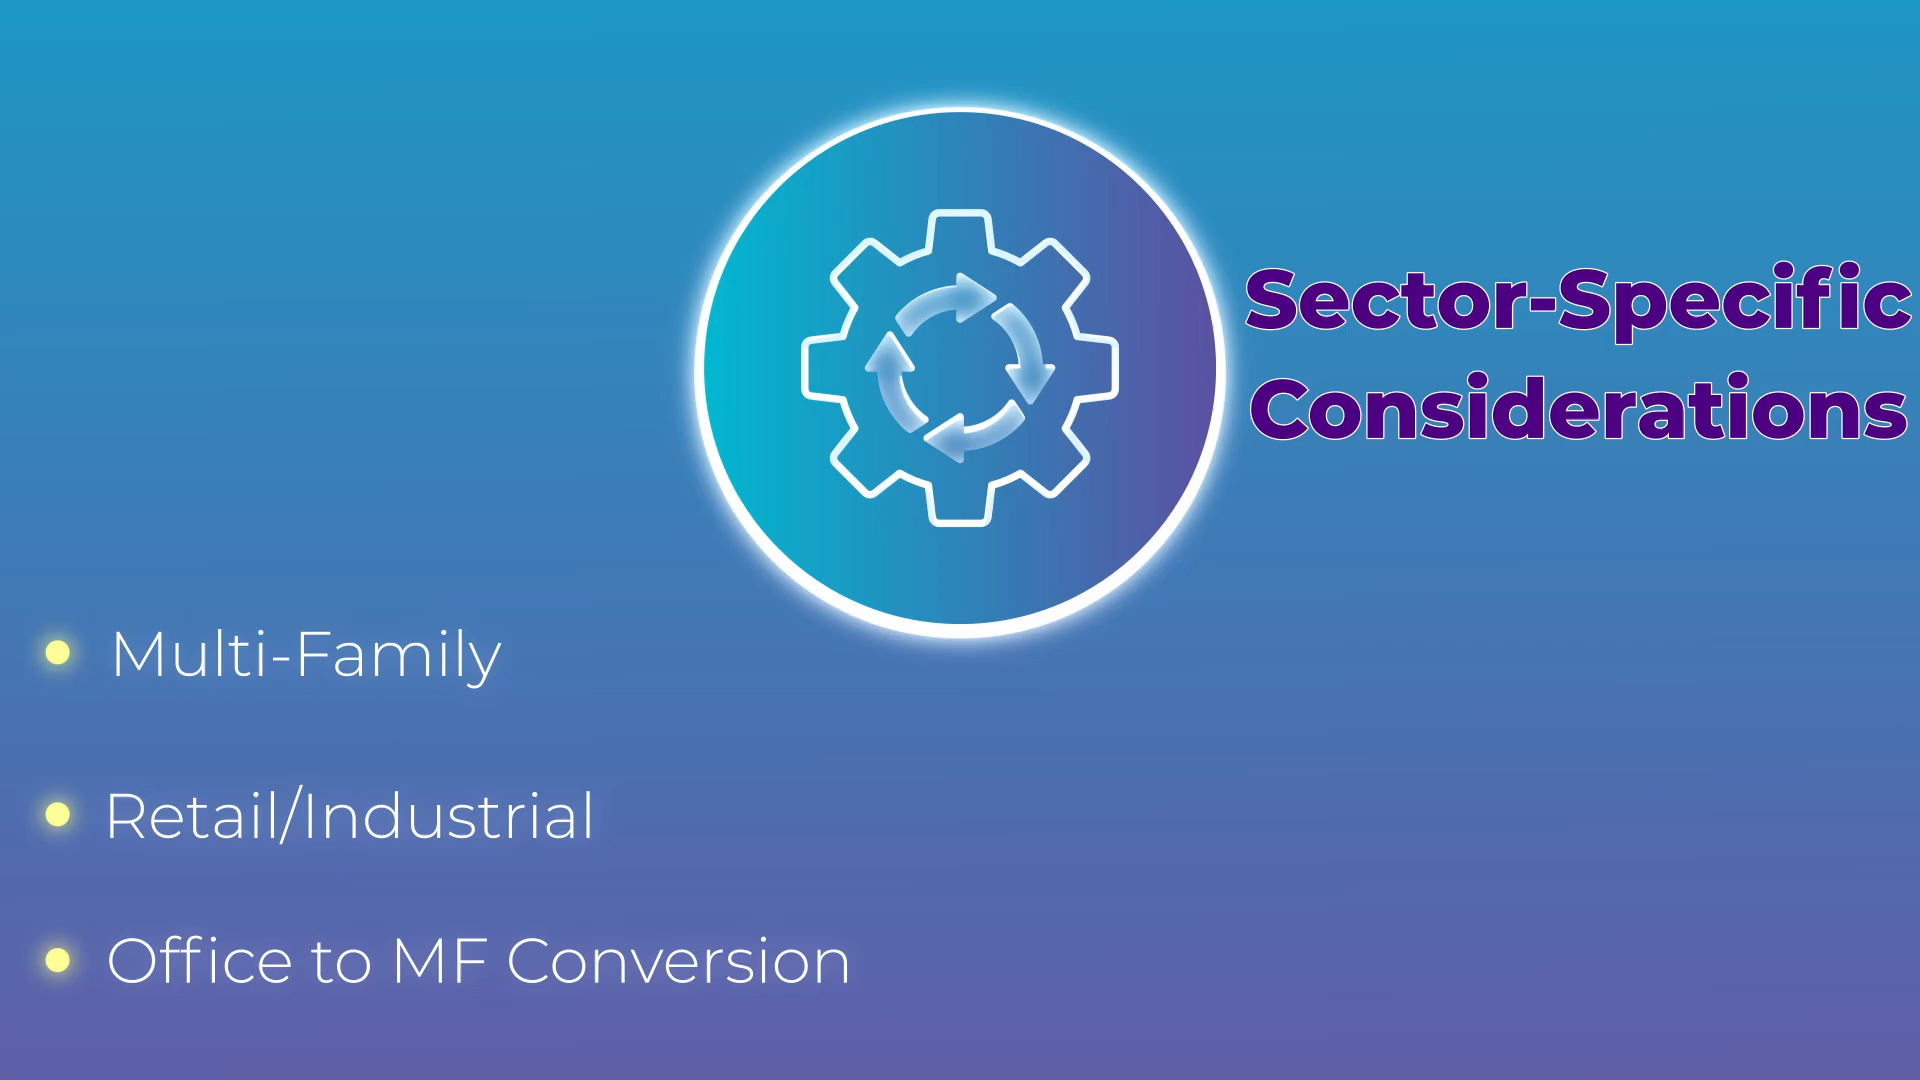 Sector-Specific
Considerations
Multi-Family
Retail/Industrial
Office to MF Conversion